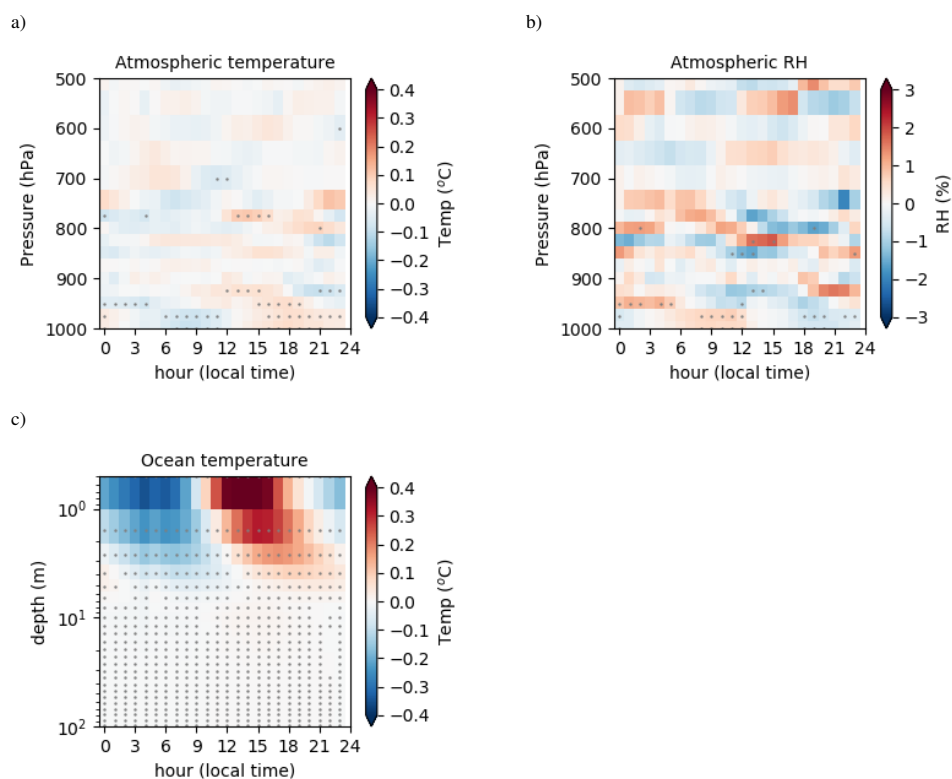 a)
Atmospheric temperature
500
600
700
800
900
1000
Pressure (hPa)
0 3 6 9 12 15 18 21 24
hour (local time)
0.4
0.3
0.2
0.1
0.0
−0.1
−0.2
−0.3
−0.4
Temp (°C)
b)
Atmospheric RH
500
600
700
800
900
1000
Pressure (hPa)
0 3 6 9 12 15 18 21 24
hour (local time)
3
2
1
0
−1
−2
−3
RH (%)
c)
Ocean temperature
10⁰
10¹
10²
depth (m)
0 3 6 9 12 15 18 21 24
hour (local time)
0.4
0.3
0.2
0.1
0.0
−0.1
−0.2
−0.3
−0.4
Temp (°C)